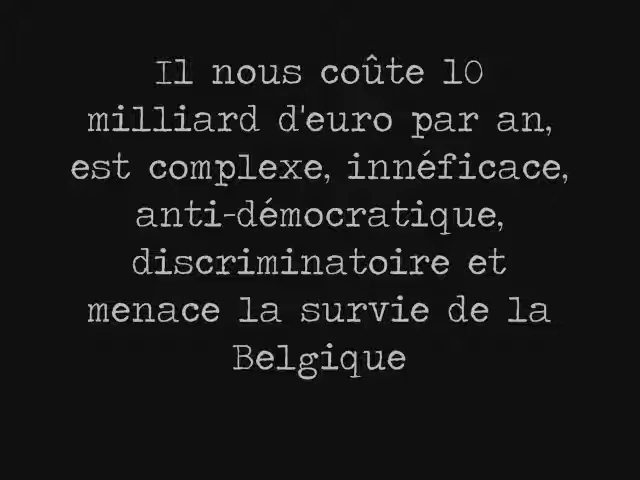 Il nous coûte 10
milliard d'euro par an,
est complexe, innéficace,
anti-démocratique,
discriminatoire et
menace la survie de la
Belgique